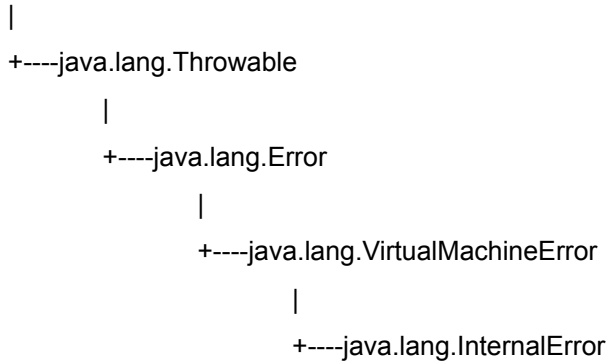 |
+----java.lang.Throwable
|
+----java.lang.Error
|
+----java.lang.VirtualMachineError
|
+----java.lang.InternalError